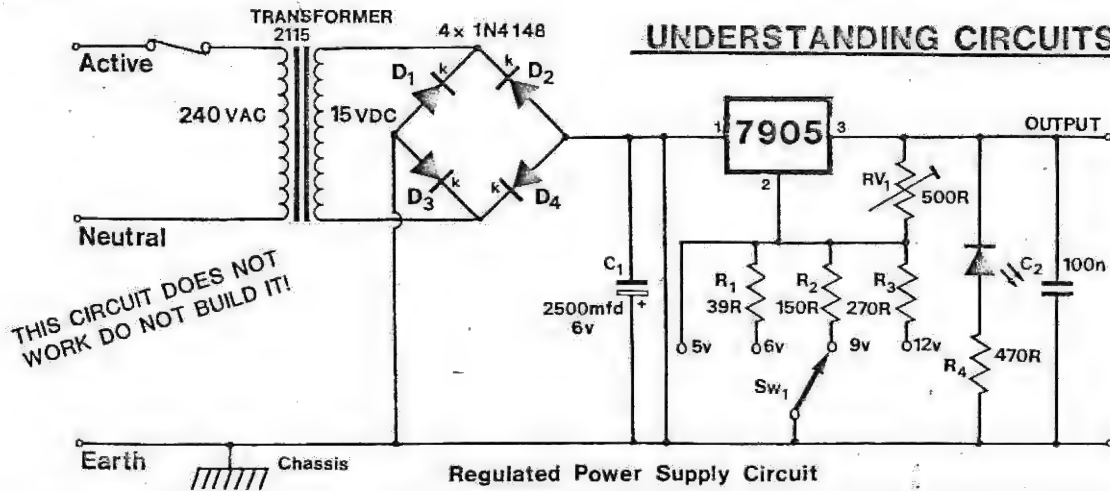 TRANSFORMER
2115
4 x 1N4148
UNDERSTANDING CIRCUITS
Active
D1
k
k
D2
240 VAC
15 VDC
1
7905
3
OUTPUT
2
RV1
500R
D3
k
k
D4
Neutral
THIS CIRCUIT DOES NOT
WORK DO NOT BUILD IT!
C1
2500mfd
6v
+
R1
39R
R2
150R
R3
270R
C2
100n
5v
6v
9v
12v
R4
470R
Sw1
Earth
Chassis
Regulated Power Supply Circuit